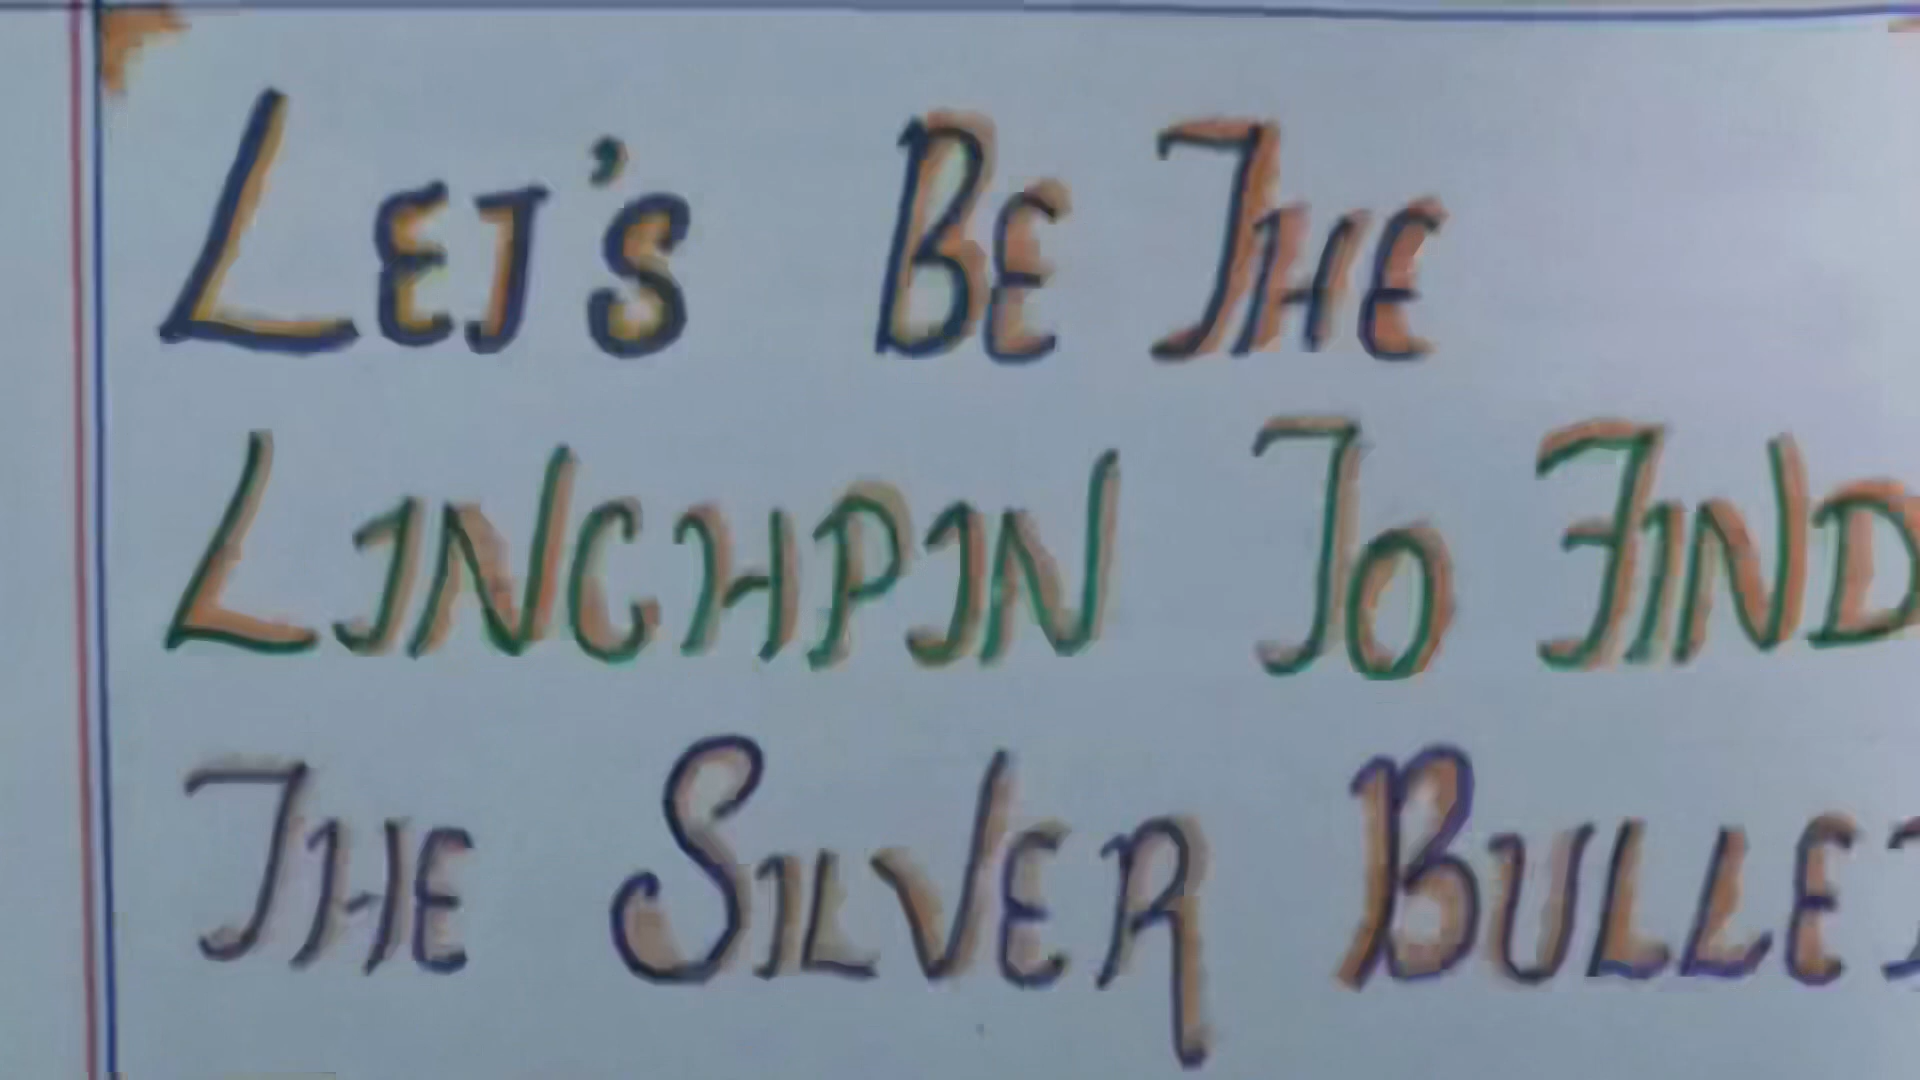 LET'S BE THE
LINCHPIN TO FIND
THE SILVER BULLET